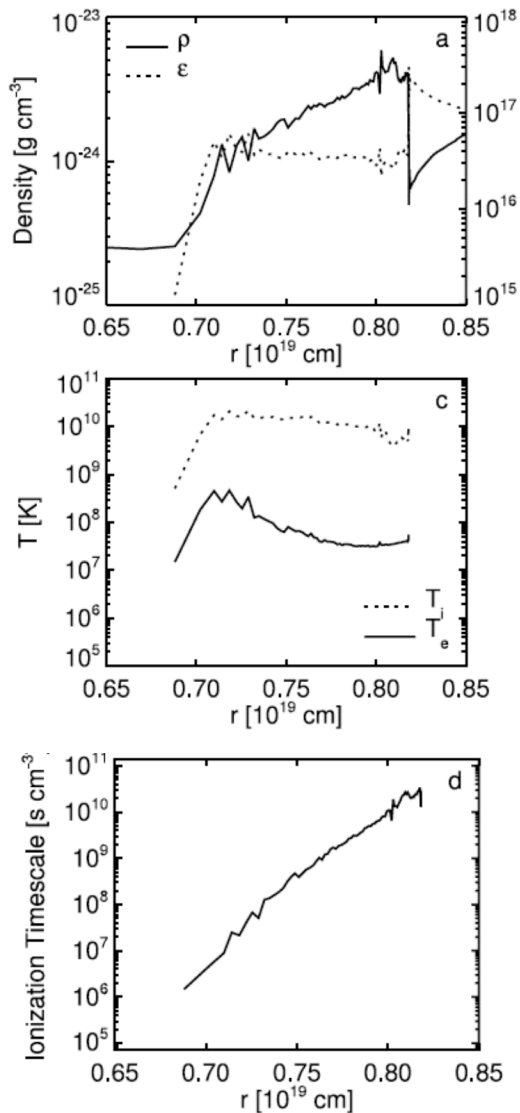 10^-23
10^18
ρ
a
ε
Density [g cm^-3]
10^17
10^-24
10^16
10^-25
10^15
0.65 0.70 0.75 0.80 0.85
r [10^19 cm]
10^11
c
10^10
10^9
T [K]
10^8
10^7
10^6
T_i
T_e
10^5
0.65 0.70 0.75 0.80 0.85
r [10^19 cm]
Ionization Timescale [s cm^-3]
10^11
d
10^10
10^9
10^8
10^7
10^6
10^5
0.65 0.70 0.75 0.80 0.85
r [10^19 cm]